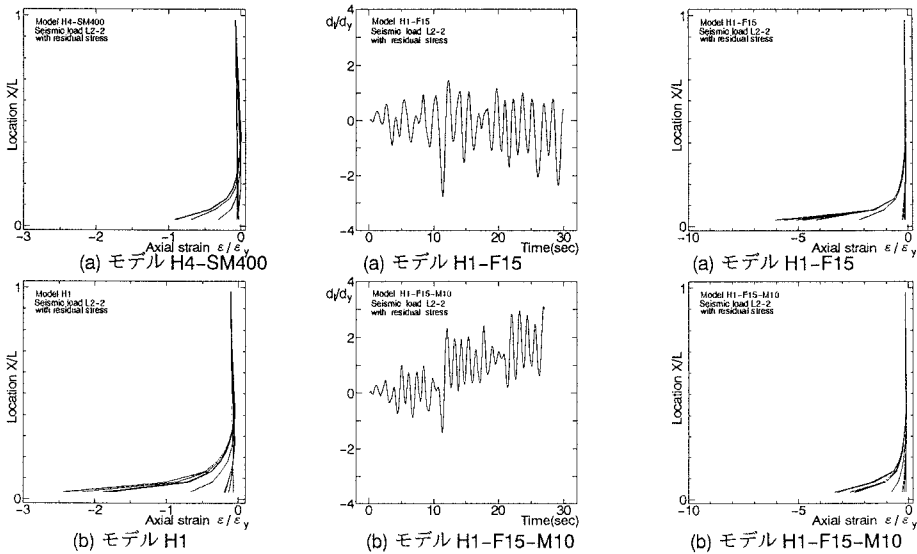 Model H4-SM400
Seismic load L2-2
with residual stress
1
0
Location X/L
-3
-2
-1
0
Axial strain ε/εy
(a) モデル H4-SM400
di/dy
Model H1-F15
Seismic load L2-2
with residual stress
4
2
0
-2
-4
0
10
20
30
Time(sec)
(a) モデル H1-F15
Model H1-F15
Seismic load L2-2
with residual stress
1
0
Location X/L
-10
-5
0
Axial strain ε/εy
(a) モデル H1-F15
Model H1
Seismic load L2-2
with residual stress
1
0
Location X/L
-3
-2
-1
0
Axial strain ε/εy
(b) モデル H1
di/dy
Model H1-F15-M10
Seismic load L2-2
with residual stress
4
2
0
-2
-4
0
10
20
30
Time(sec)
(b) モデル H1-F15-M10
Model H1-F15-M10
Seismic load L2-2
with residual stress
1
0
Location X/L
-10
-5
0
Axial strain ε/εy
(b) モデル H1-F15-M10